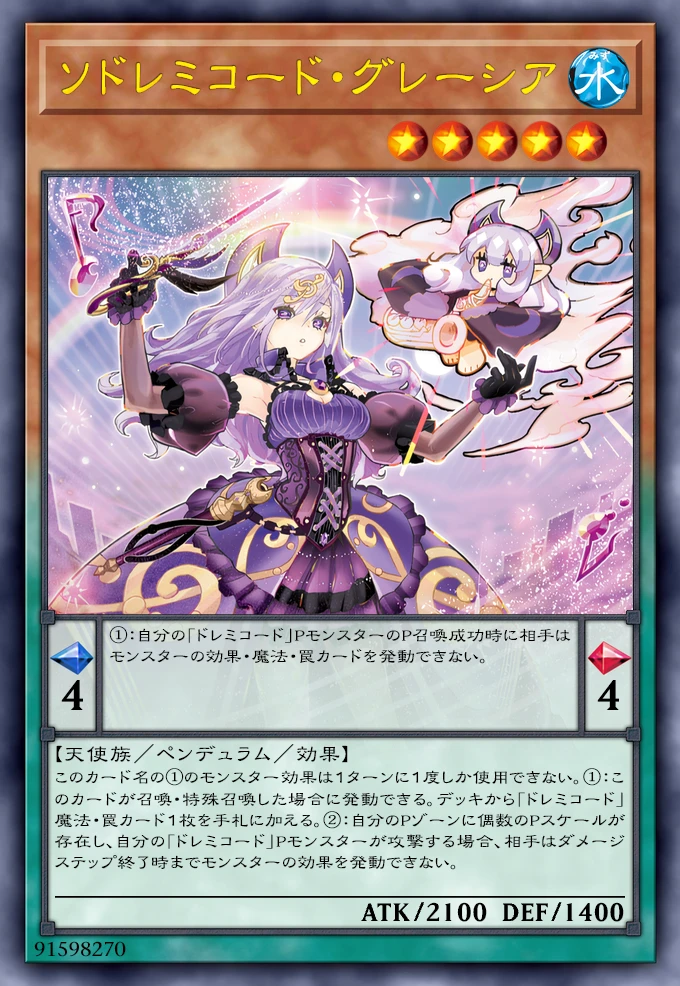 ソドレミコード・グレーシア
みず
水
①:自分の「ドレミコード」PモンスターのP召喚成功時に相手は
モンスターの効果・魔法・罠カードを発動できない。
4
4
【天使族／ペンデュラム／効果】
このカード名の①のモンスター効果は1ターンに1度しか使用できない。①:こ
のカードが召喚・特殊召喚した場合に発動できる。デッキから「ドレミコード」
魔法・罠カード1枚を手札に加える。②:自分のPゾーンに偶数のPスケールが
存在し、自分の「ドレミコード」Pモンスターが攻撃する場合、相手はダメージ
ステップ終了時までモンスターの効果を発動できない。
ATK/2100 DEF/1400
91598270